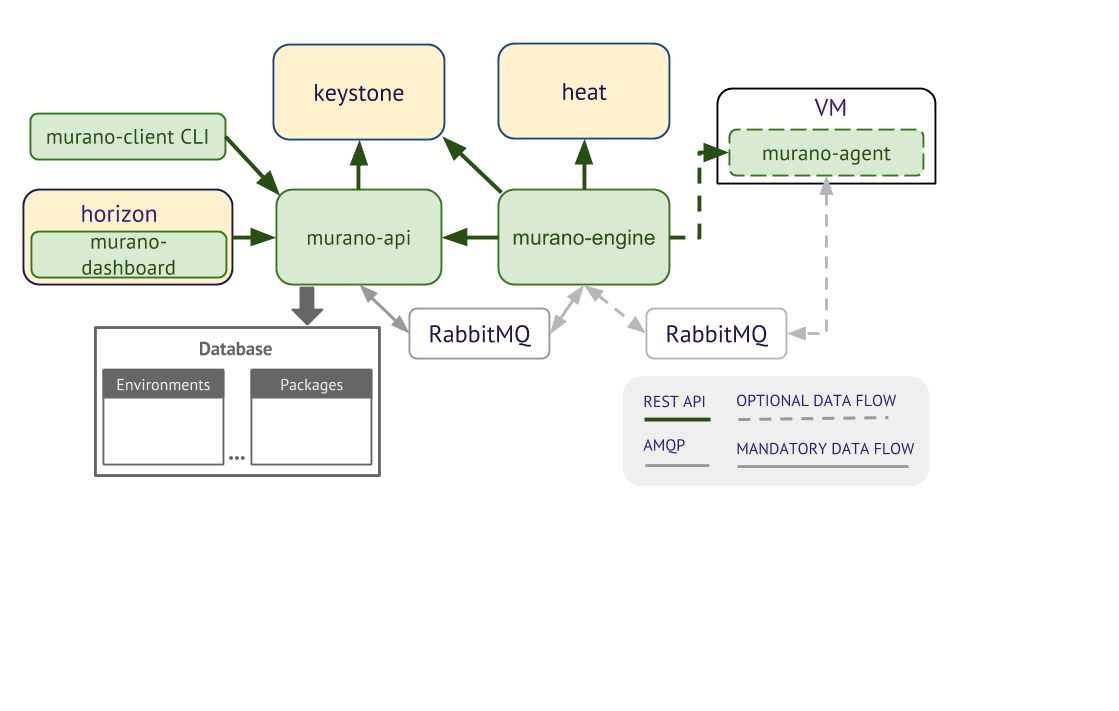 keystone
heat
VM
murano-client CLI
murano-agent
horizon
murano-
dashboard
murano-api
murano-engine
RabbitMQ
RabbitMQ
Database
Environments
Packages
...
REST API
OPTIONAL DATA FLOW
AMQP
MANDATORY DATA FLOW